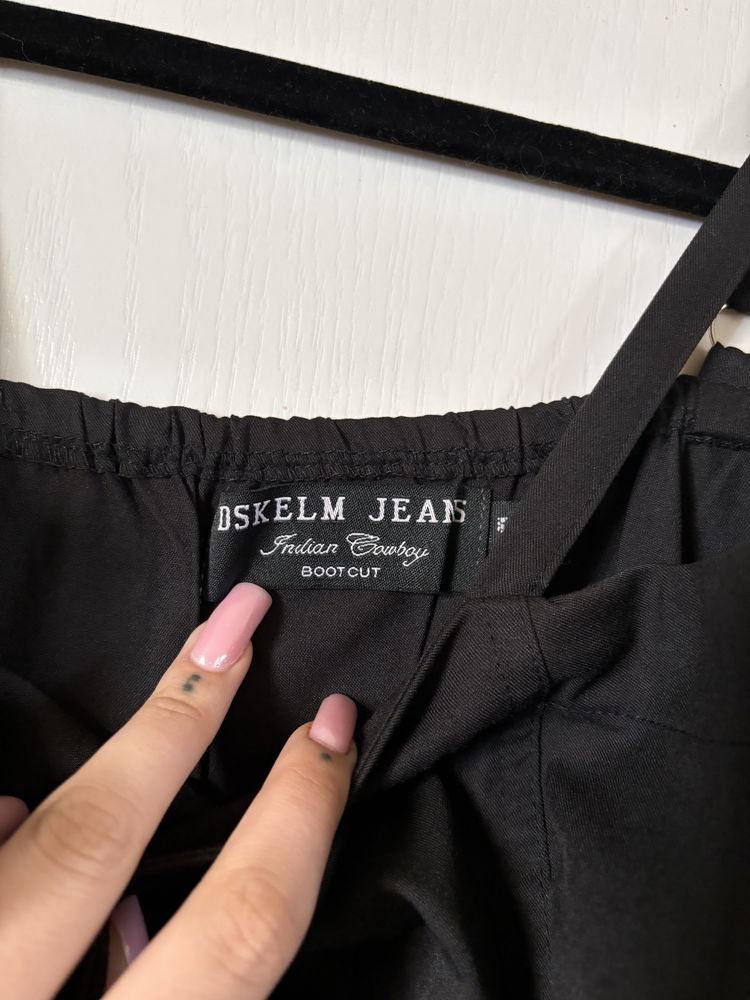 DSKELM JEANS
Indian Cowboy
BOOT CUT